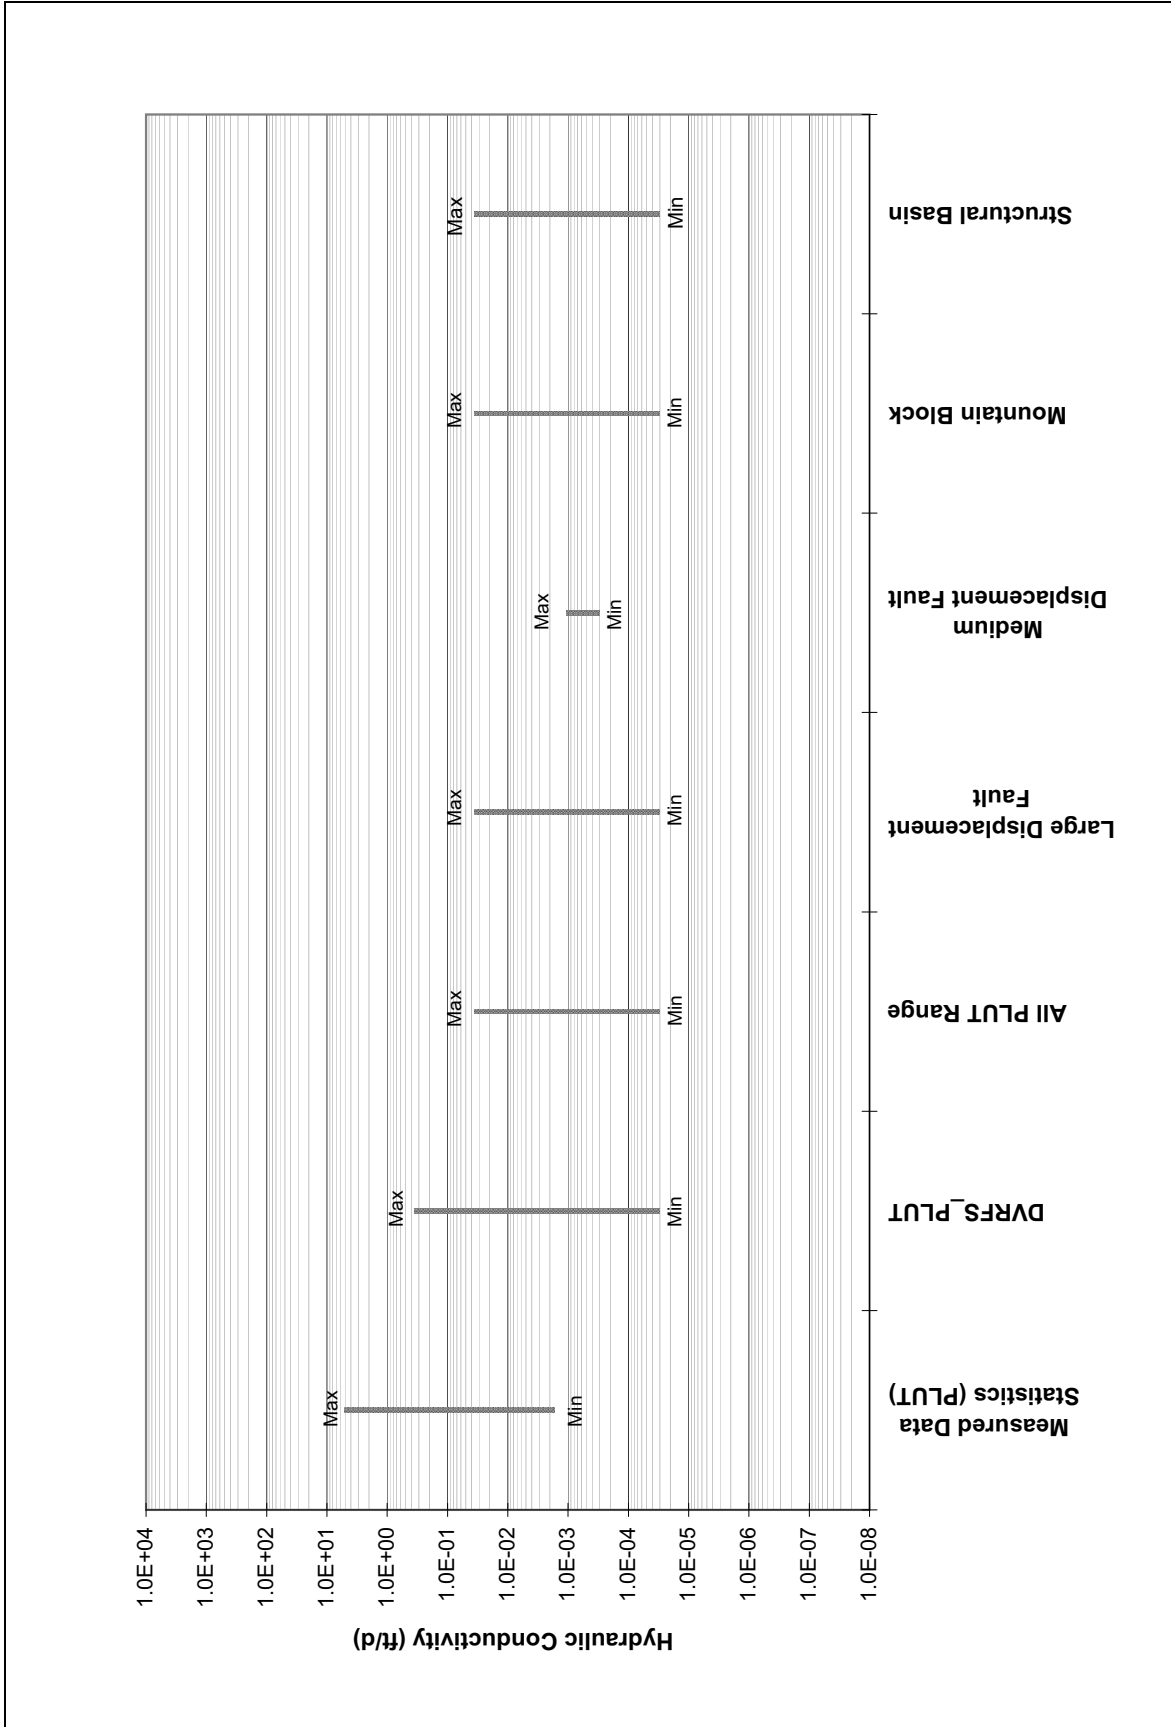 Hydraulic Conductivity (ft/d)
1.0E+04
1.0E+03
1.0E+02
1.0E+01
1.0E+00
1.0E-01
1.0E-02
1.0E-03
1.0E-04
1.0E-05
1.0E-06
1.0E-07
1.0E-08
Max
Min
Max
Min
Max
Min
Max
Min
Max
Min
Max
Min
Max
Min
Measured Data
Statistics (PLUT)
DVRFS_PLUT
All PLUT Range
Large Displacement
Fault
Medium
Displacement Fault
Mountain Block
Structural Basin